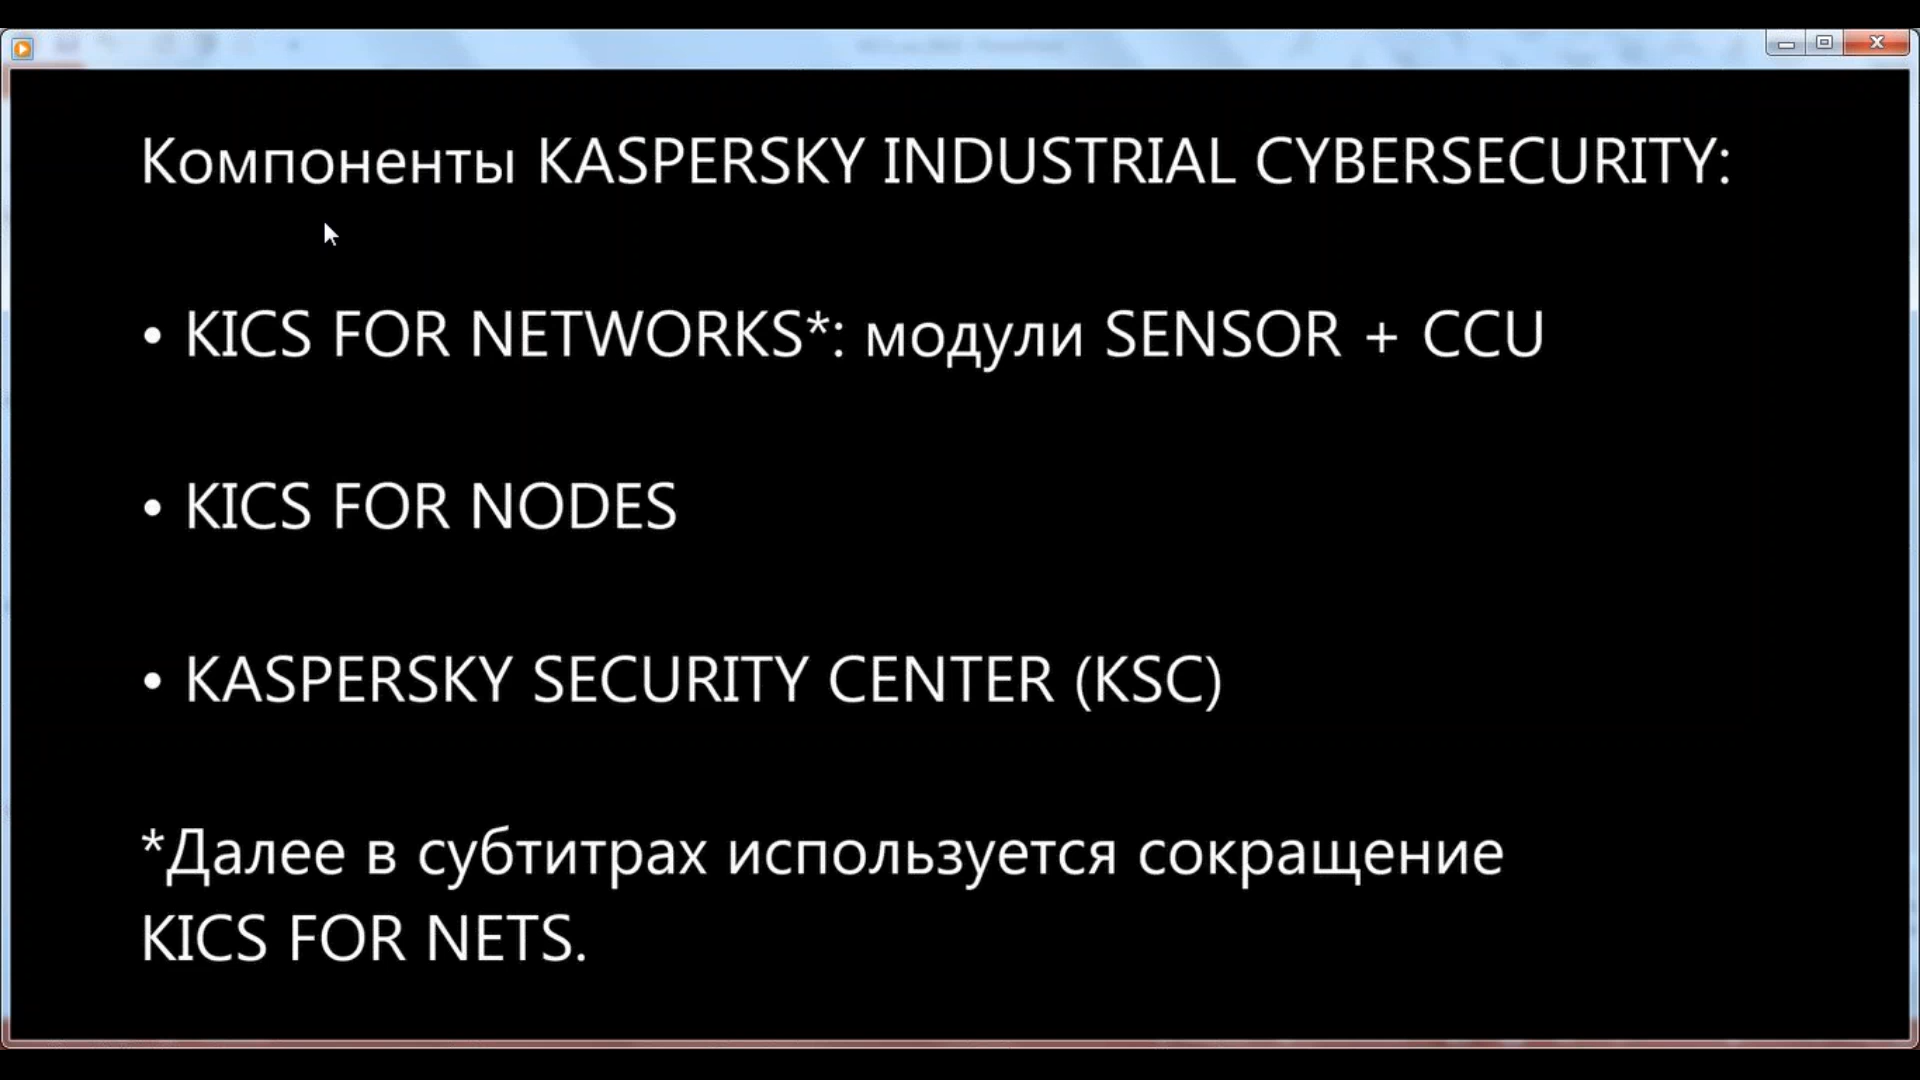 Компоненты KASPERSKY INDUSTRIAL CYBERSECURITY:
• KICS FOR NETWORKS*: модули SENSOR + CCU
• KICS FOR NODES
• KASPERSKY SECURITY CENTER (KSC)
*Далее в субтитрах используется сокращение
KICS FOR NETS.